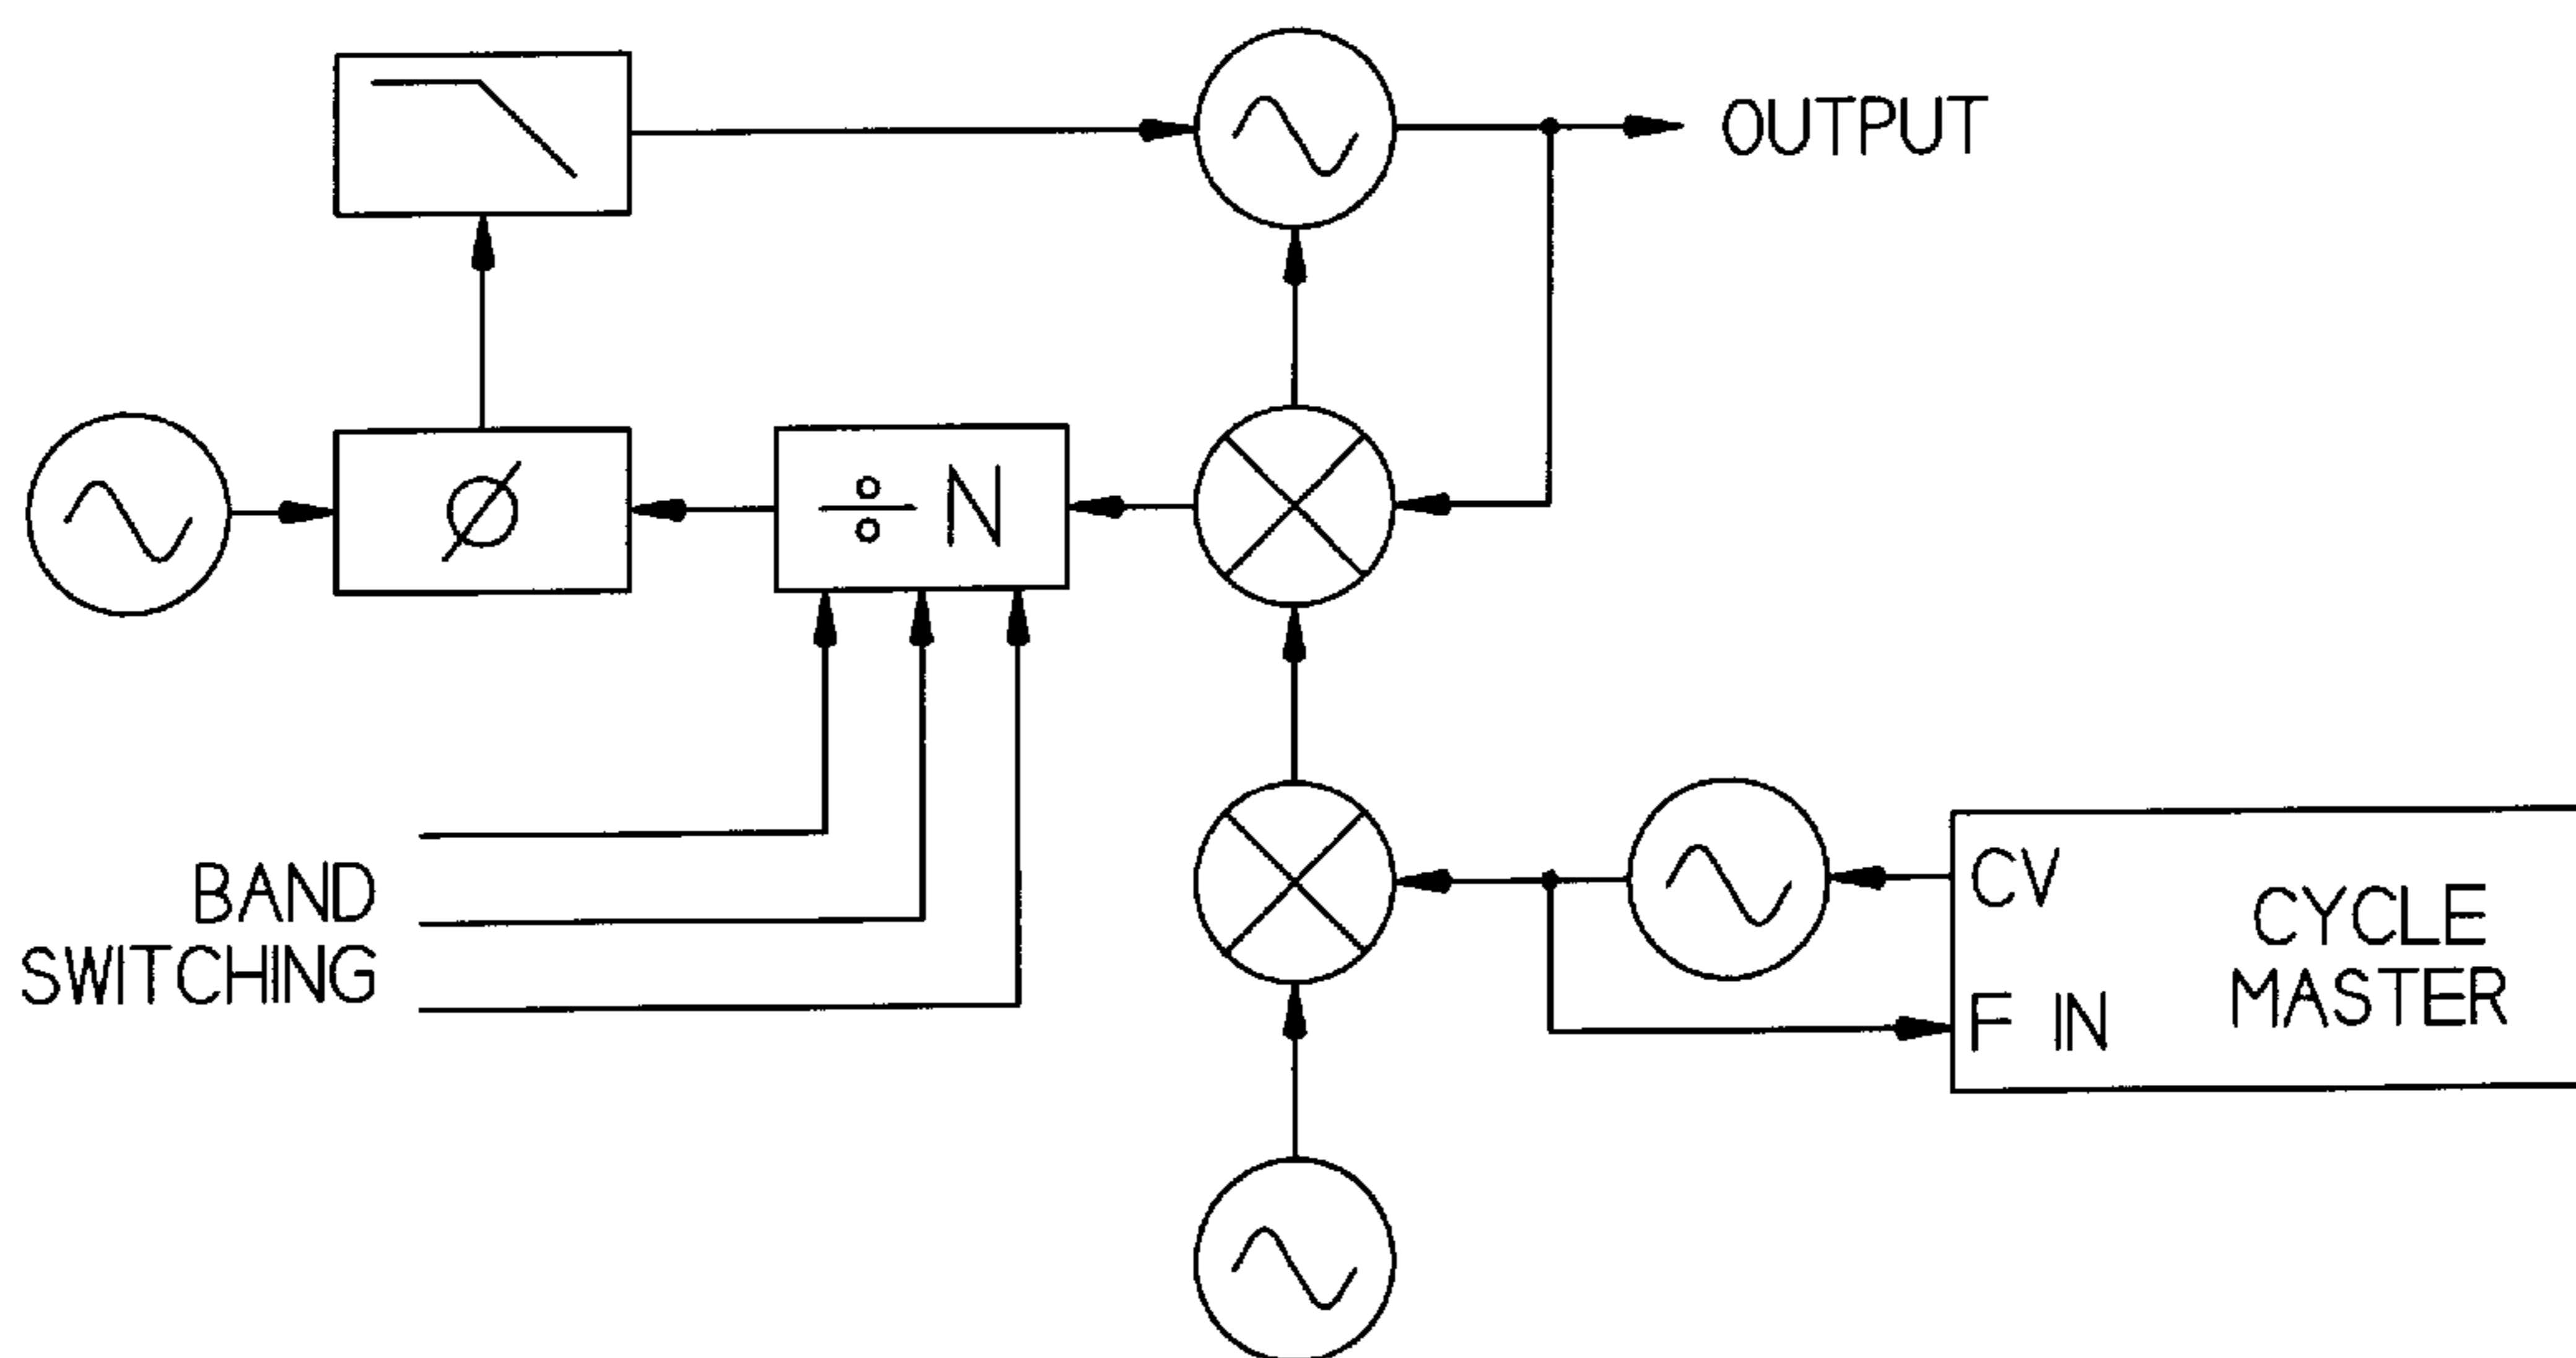 OUTPUT
Ø
÷ N
BAND
SWITCHING
CV
CYCLE
MASTER
F IN